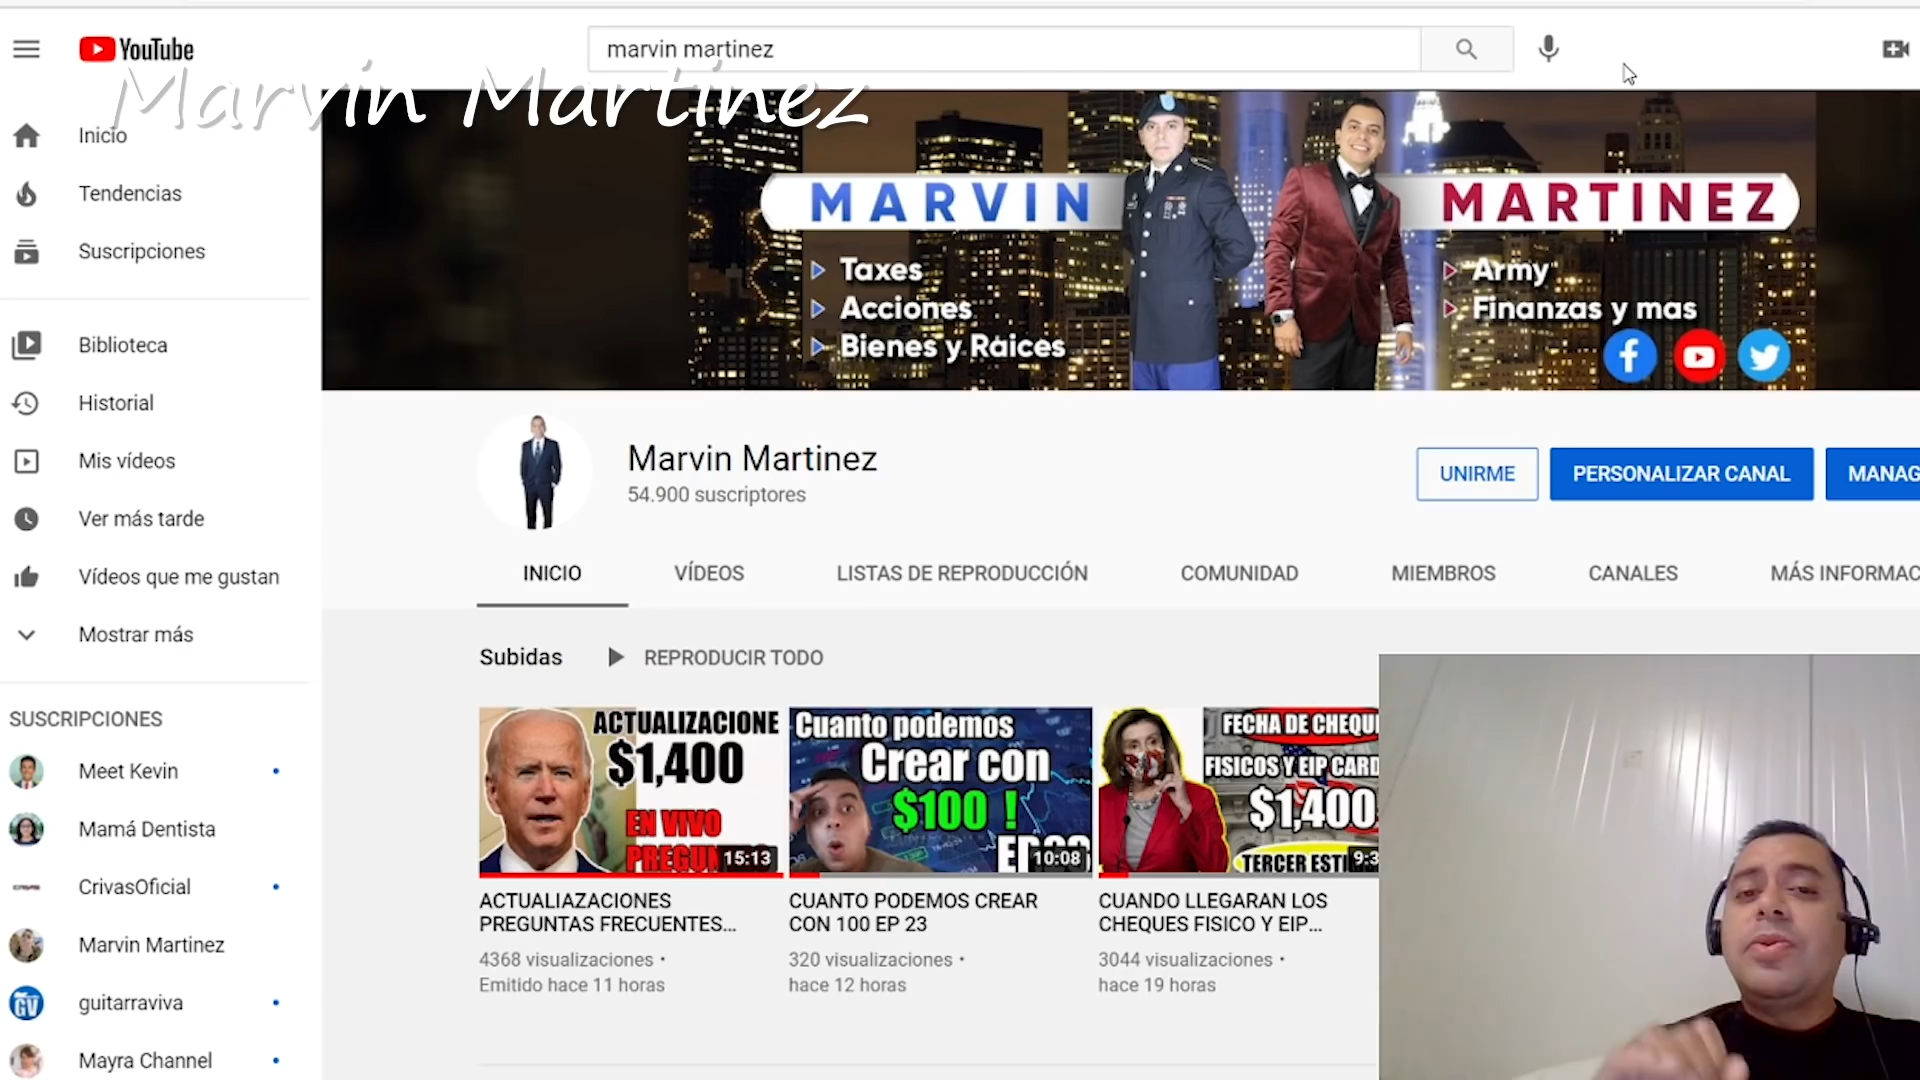 YouTube
marvin martinez
Marvin Martinez
Inicio
Tendencias
Suscripciones
Biblioteca
Historial
Mis vídeos
Ver más tarde
Vídeos que me gustan
Mostrar más
SUSCRIPCIONES
Meet Kevin
Mamá Dentista
CrivasOficial
Marvin Martinez
guitarraviva
Mayra Channel
MARVIN MARTINEZ
Taxes
Acciones
Bienes y Raices
Army
Finanzas y mas
Marvin Martinez
54.900 suscriptores
UNIRME
PERSONALIZAR CANAL
MANAG
INICIO
VÍDEOS
LISTAS DE REPRODUCCIÓN
COMUNIDAD
MIEMBROS
CANALES
MÁS INFORMAC
Subidas
REPRODUCIR TODO
ACTUALIZACIONE
$1,400
EN VIVO
15:13
ACTUALIAZACIONES
PREGUNTAS FRECUENTES...
4368 visualizaciones •
Emitido hace 11 horas
Cuanto podemos
Crear con
$100 !
10:08
CUANTO PODEMOS CREAR
CON 100 EP 23
320 visualizaciones •
hace 12 horas
FECHA DE CHEQU
FISICOS Y EIP CARD
$1,400
TERCER ESTI
9:3
CUANDO LLEGARAN LOS
CHEQUES FISICO Y EIP...
3044 visualizaciones •
hace 19 horas